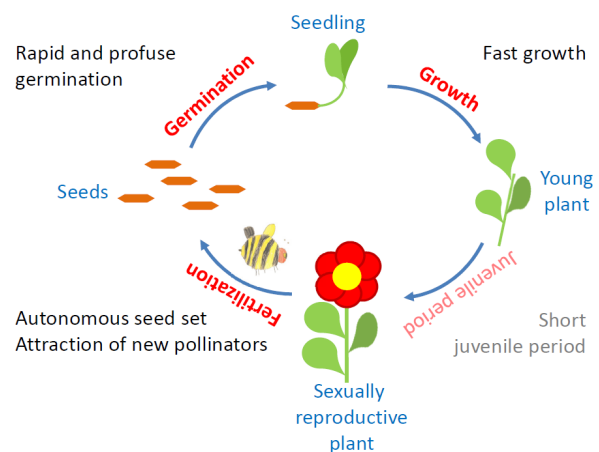 Seedling
Rapid and profuse
germination
Fast growth
Germination
Growth
Seeds
Young
plant
Juvenile period
Fertilization
Autonomous seed set
Attraction of new pollinators
Short
juvenile period
Sexually
reproductive
plant